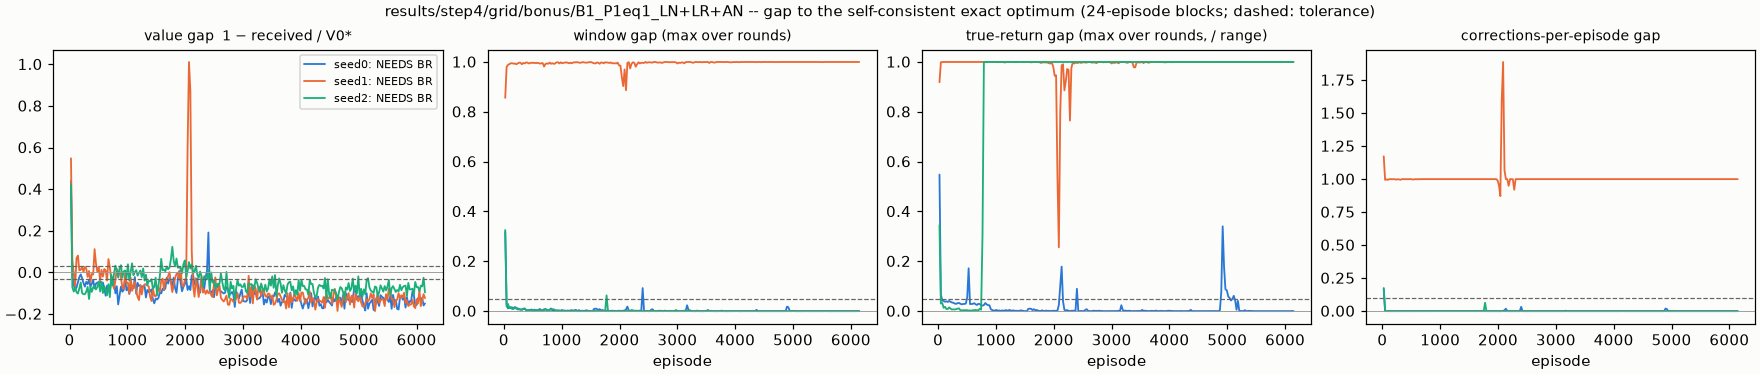 results/step4/grid/bonus/B1_P1eq1_LN+LR+AN -- gap to the self-consistent exact optimum (24-episode blocks; dashed: tolerance)
value gap  1 − received / V0*
window gap (max over rounds)
true-return gap (max over rounds, / range)
corrections-per-episode gap
seed0: NEEDS BR
seed1: NEEDS BR
seed2: NEEDS BR
1.0
0.8
0.6
0.4
0.2
0.0
−0.2
0 1000 2000 3000 4000 5000 6000
episode
1.0
0.8
0.6
0.4
0.2
0.0
0 1000 2000 3000 4000 5000 6000
episode
1.0
0.8
0.6
0.4
0.2
0.0
0 1000 2000 3000 4000 5000 6000
episode
1.75
1.50
1.25
1.00
0.75
0.50
0.25
0.00
0 1000 2000 3000 4000 5000 6000
episode